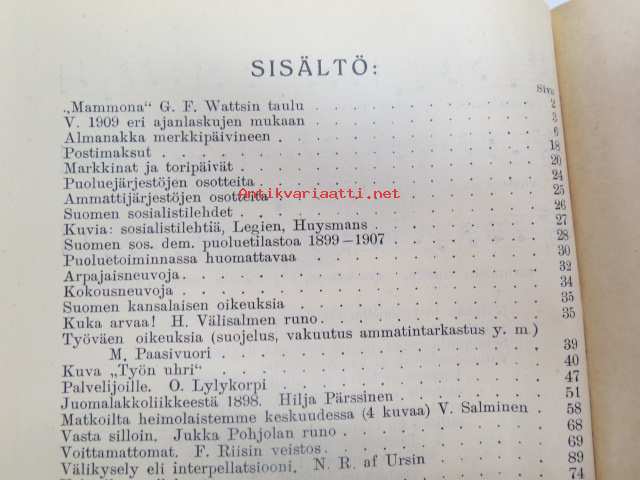 SISÄLTÖ:
Sivu
„Mammona“ G. F. Wattsin taulu . . . . . . . . 2
V. 1909 eri ajanlaskujen mukaan . . . . . . . . 3
Almanakka merkkipäivineen . . . . . . . . 6
Postimaksut . . . . . . . . 18
Markkinat ja toripäivät . . . . . . . . 20
Puoluejärjestöjen osotteita . . . . . . . . 24
Antikvariaatti.net
Ammattijärjestöjen osotteita . . . . . . . . 25
Suomen sosialistilehdet . . . . . . . . 26
Kuvia: sosialistilehtiä, Legien, Huysmans . . . . . . 27
Suomen sos. dem. puoluetilastoa 1899–1907 . . . . . . 28
Puoluetoiminnassa huomattavaa . . . . . . . . 30
Arpajaisneuvoja . . . . . . . . 32
Kokousneuvoja . . . . . . . . 34
Suomen kansalaisen oikeuksia . . . . . . . . 35
Kuka arvaa! H. Välisalmen runo . . . . . . . . 35
Työväen oikeuksia (suojelus, vakuutus ammatintarkastus y. m.)
M. Paasivuori . . . . . . . . 39
Kuva „Työn uhri“ . . . . . . . . 40
Palvelijoille. O. Lylykorpi . . . . . . . . 47
Juomalakkoliikkeestä 1898. Hilja Pärssinen . . . . . . 51
Matkoilta heimolaistemme keskuudessa (4 kuvaa) V. Salminen . 58
Vasta silloin. Jukka Pohjolan runo . . . . . . . . 68
Voittamattomat. F. Riisin veistos . . . . . . . . 69
Välikysely eli interpellatsiooni. N. R. af Ursin . . . . 89
74